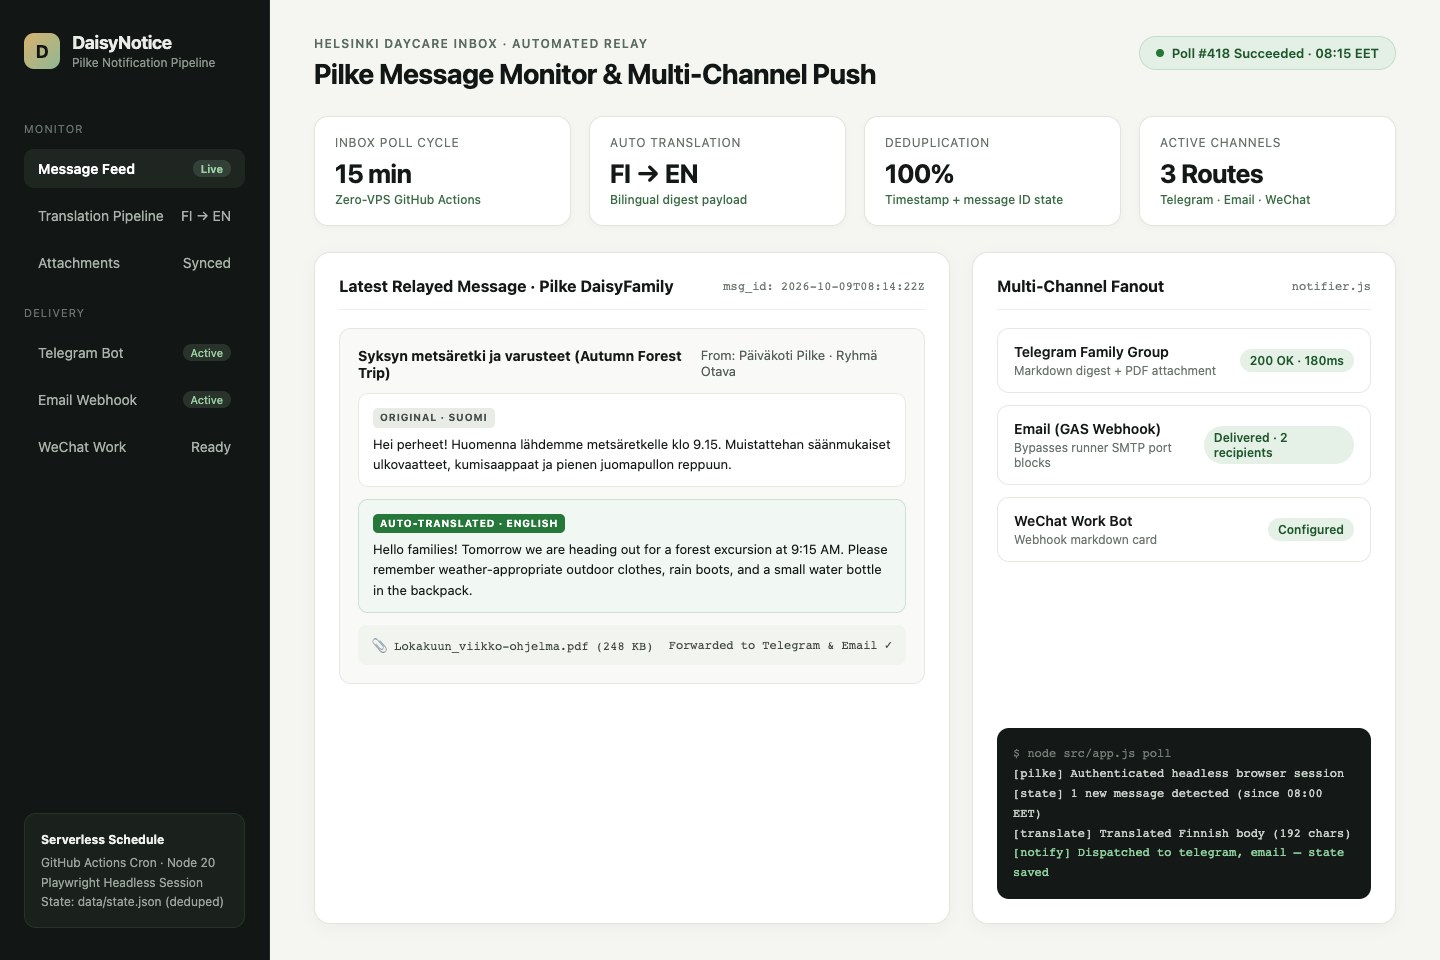 D
DaisyNotice
Pilke Notification Pipeline
MONITOR
Message Feed Live
Translation Pipeline FI → EN
Attachments Synced
DELIVERY
Telegram Bot Active
Email Webhook Active
WeChat Work Ready
Serverless Schedule
GitHub Actions Cron · Node 20
Playwright Headless Session
State: data/state.json (deduped)
HELSINKI DAYCARE INBOX · AUTOMATED RELAY
Pilke Message Monitor & Multi-Channel Push
Poll #418 Succeeded · 08:15 EET
INBOX POLL CYCLE
15 min
Zero-VPS GitHub Actions
AUTO TRANSLATION
FI → EN
Bilingual digest payload
DEDUPLICATION
100%
Timestamp + message ID state
ACTIVE CHANNELS
3 Routes
Telegram · Email · WeChat
Latest Relayed Message · Pilke DaisyFamily
msg_id: 2026-10-09T08:14:22Z
Syksyn metsäretki ja varusteet (Autumn Forest
Trip)
From: Päiväkoti Pilke · Ryhmä
Otava
ORIGINAL · SUOMI
Hei perheet! Huomenna lähdemme metsäretkelle klo 9.15. Muistattehan säänmukaiset
ulkovaatteet, kumisaappaat ja pienen juomapullon reppuun.
AUTO-TRANSLATED · ENGLISH
Hello families! Tomorrow we are heading out for a forest excursion at 9:15 AM. Please
remember weather-appropriate outdoor clothes, rain boots, and a small water bottle
in the backpack.
📎 Lokakuun_viikko-ohjelma.pdf (248 KB) Forwarded to Telegram & Email ✓
Multi-Channel Fanout
notifier.js
Telegram Family Group
Markdown digest + PDF attachment
200 OK · 180ms
Email (GAS Webhook)
Bypasses runner SMTP port
blocks
Delivered · 2
recipients
WeChat Work Bot
Webhook markdown card
Configured
$ node src/app.js poll
[pilke] Authenticated headless browser session
[state] 1 new message detected (since 08:00
EET)
[translate] Translated Finnish body (192 chars)
[notify] Dispatched to telegram, email — state
saved